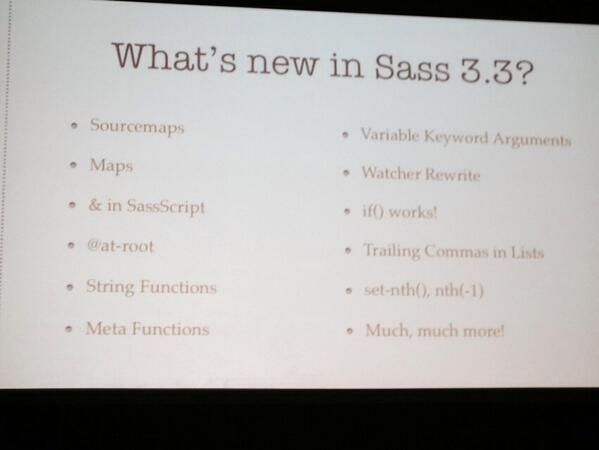 What's new in Sass 3.3?
Sourcemaps
Maps
& in SassScript
@at-root
String Functions
Meta Functions
Variable Keyword Arguments
Watcher Rewrite
if() works!
Trailing Commas in Lists
set-nth(), nth(-1)
Much, much more!